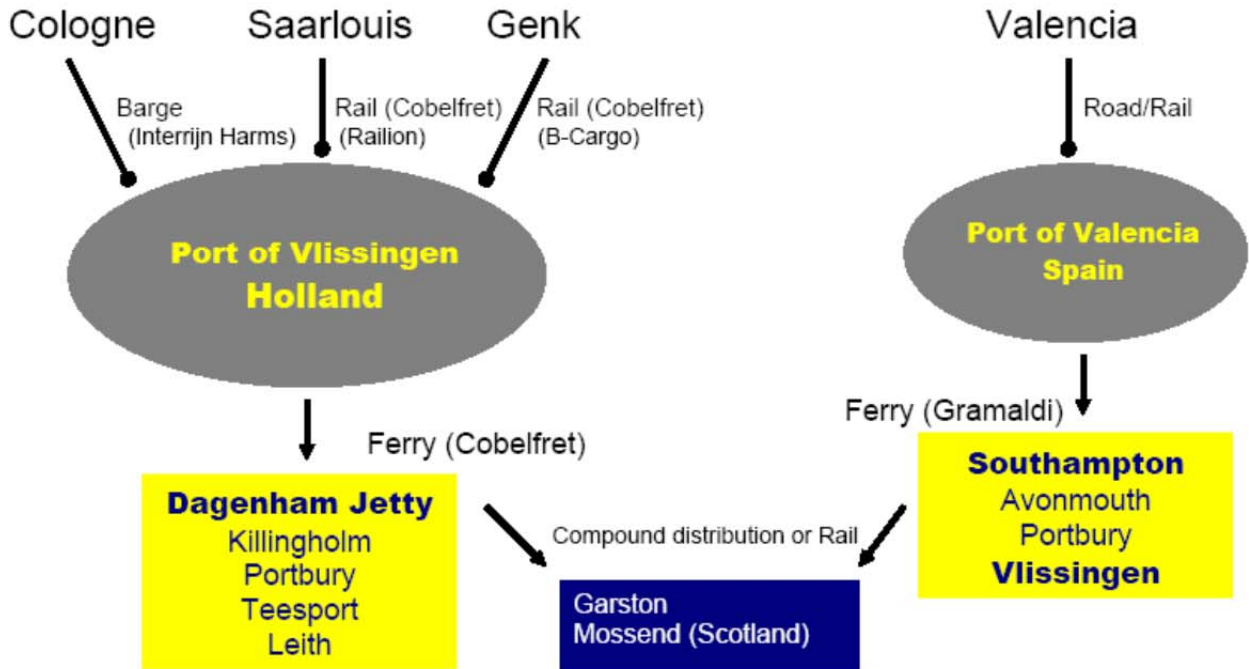 Cologne
Saarlouis
Genk
Valencia
Barge
(Interrijn Harms)
Rail (Cobelfret)
(Railion)
Rail (Cobelfret)
(B-Cargo)
Road/Rail
Port of Vlissingen
Holland
Port of Valencia
Spain
Ferry (Cobelfret)
Ferry (Gramaldi)
Dagenham Jetty
Killingholm
Portbury
Teesport
Leith
Compound distribution or Rail
Southampton
Avonmouth
Portbury
Vlissingen
Garston
Mossend (Scotland)